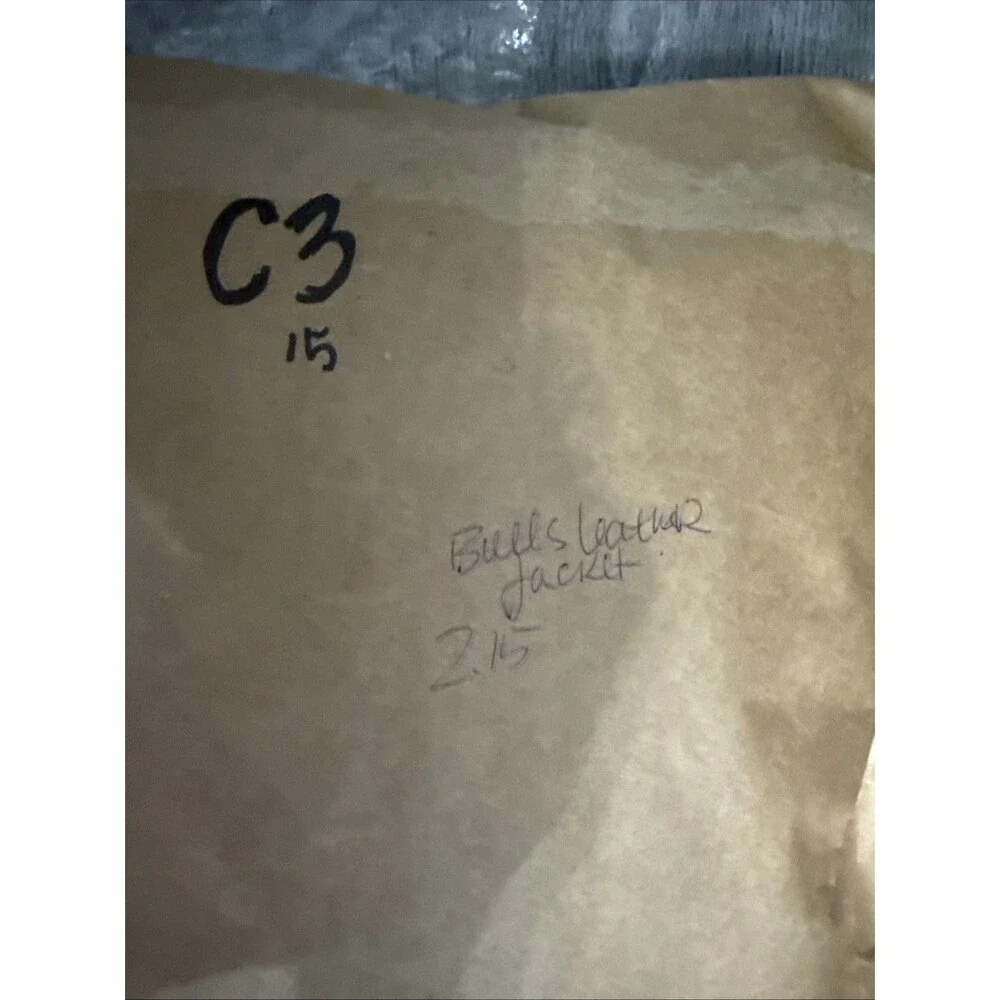 C3
15
Bulls leather
jacket
2.15